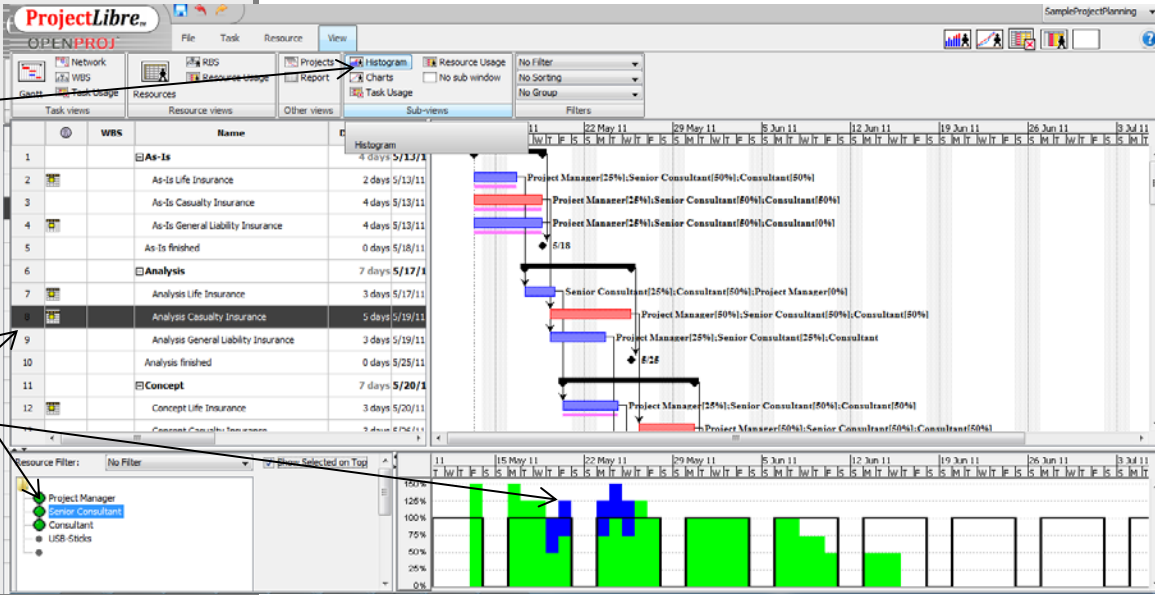 ProjectLibre™
OPENPROJ
SampleProjectPlanning
File Task Resource View
Network
WBS
Gantt Task Usage
Task views
RBS
Resource Usage
Resources
Resource views
Projects
Report
Other views
Histogram Resource Usage
Charts No sub window
Task Usage
Sub-views
No Filter
No Sorting
No Group
Filters
Histogram
WBS Name D
1 As-Is 4 days 5/13/1
2 As-Is Life Insurance 2 days 5/13/11
3 As-Is Casualty Insurance 4 days 5/13/11
4 As-Is General Liability Insurance 4 days 5/13/11
5 As-Is finished 0 days 5/18/11
6 Analysis 7 days 5/17/1
7 Analysis Life Insurance 3 days 5/17/11
8 Analysis Casualty Insurance 5 days 5/19/11
9 Analysis General Liability Insurance 3 days 5/19/11
10 Analysis finished 0 days 5/25/11
11 Concept 7 days 5/20/1
12 Concept Life Insurance 3 days 5/20/11
Concept Casualty Insurance
11 22 May 11 29 May 11 5 Jun 11 12 Jun 11 19 Jun 11 26 Jun 11 3 Jul 11
W T F S S M T W T F S S M T W T F S S M T W T F S S M T W T F S S M T W T F S S M T W T F S S M T
Project Manager[25%];Senior Consultant[50%];Consultant[50%]
Project Manager[25%];Senior Consultant[50%];Consultant[50%]
Project Manager[25%];Senior Consultant[50%];Consultant[0%]
5/18
Senior Consultant[25%];Consultant[50%];Project Manager[0%]
Project Manager[50%];Senior Consultant[50%];Consultant[50%]
Project Manager[25%];Senior Consultant[25%];Consultant
5/25
Project Manager[25%];Senior Consultant[50%];Consultant[50%]
Project Manager[50%];Senior Consultant[50%];Consultant[100%]
Resource Filter: No Filter Show Selected on Top
Project Manager
Senior Consultant
Consultant
USB-Sticks
11 15 May 11 22 May 11 29 May 11 5 Jun 11 12 Jun 11 19 Jun 11 26 Jun 11 3 Jul 11
T W T F S S M T W T F S S M T W T F S S M T W T F S S M T W T F S S M T W T F S S M T W T F S S M T W T F S S M T
150%
125%
100%
75%
50%
25%
0%